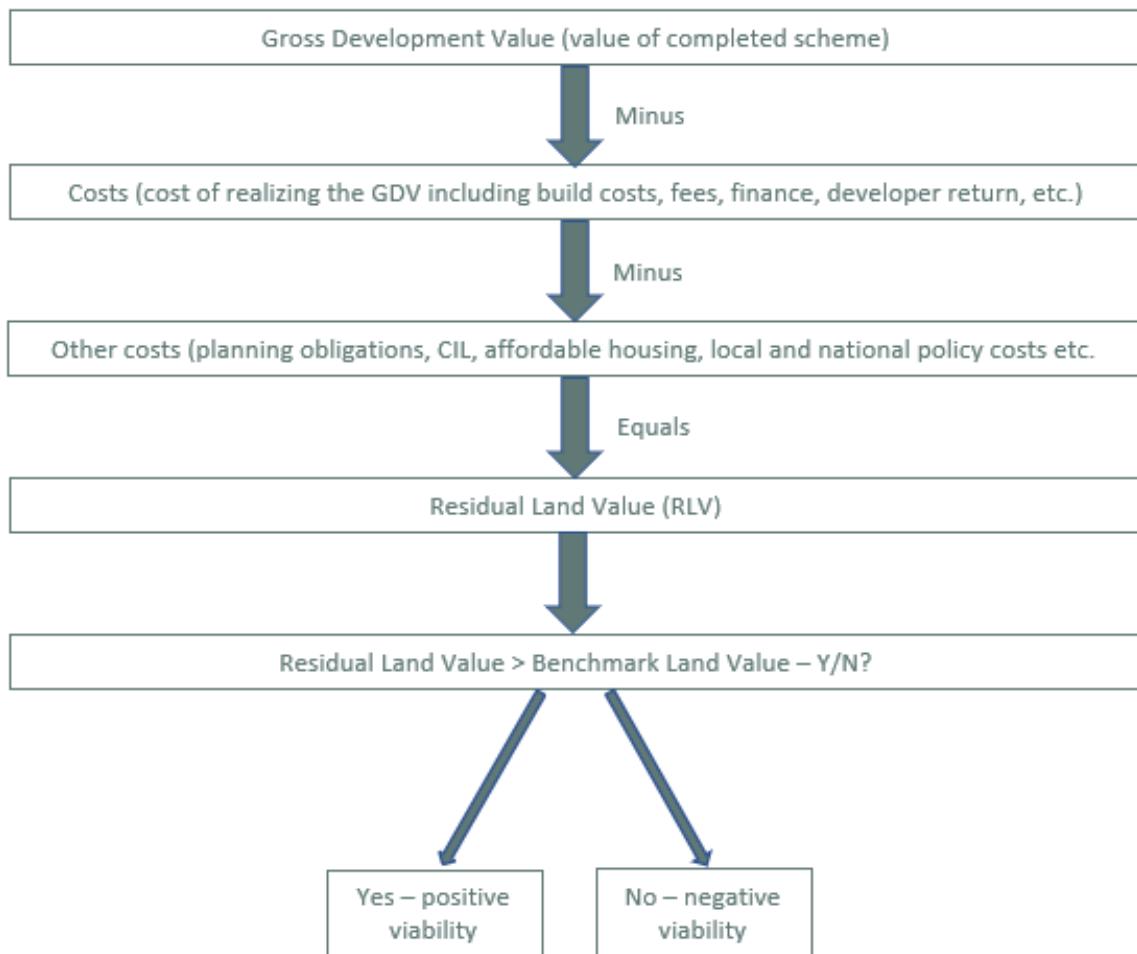 Gross Development Value (value of completed scheme)
Minus
Costs (cost of realizing the GDV including build costs, fees, finance, developer return, etc.)
Minus
Other costs (planning obligations, CIL, affordable housing, local and national policy costs etc.
Equals
Residual Land Value (RLV)
Residual Land Value > Benchmark Land Value – Y/N?
Yes – positive
viability
No – negative
viability